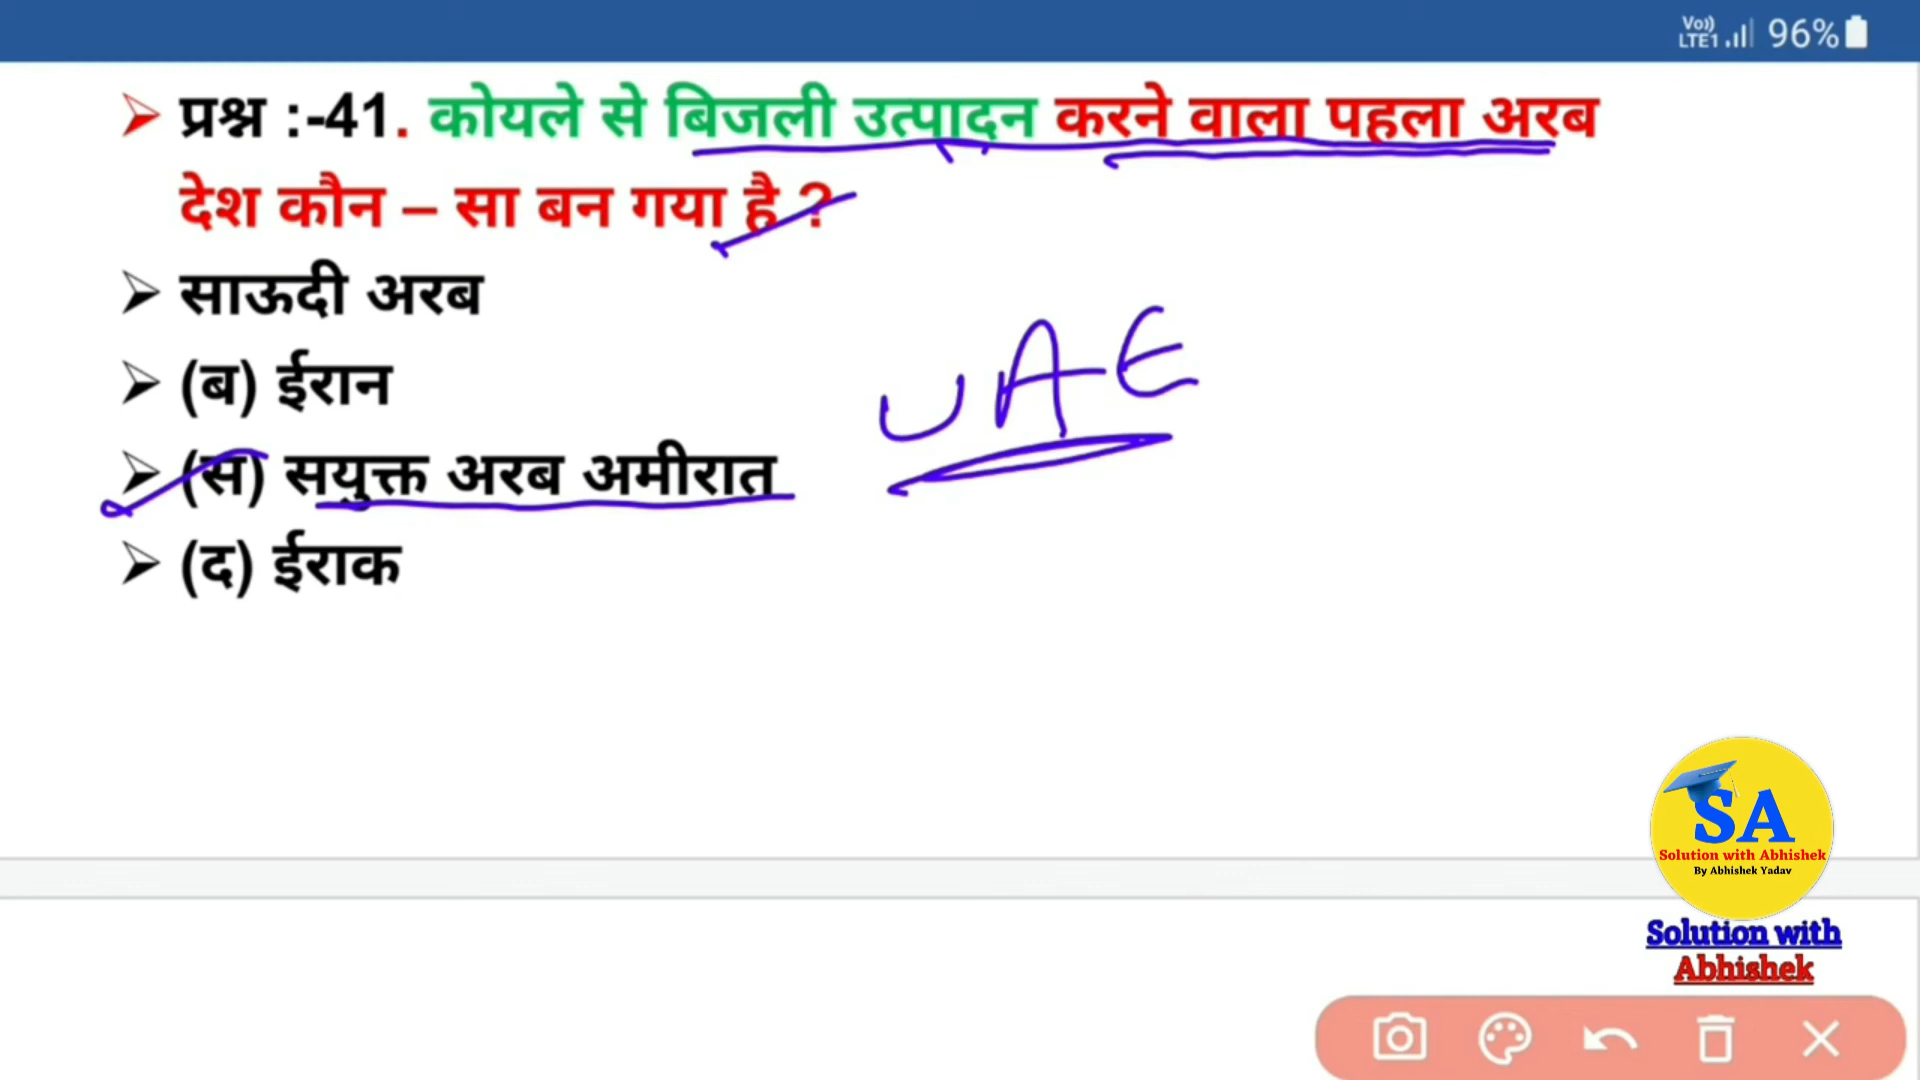 Vo)) LTE1 96%
प्रश्न :-41. कोयले से बिजली उत्पादन करने वाला पहला अरब
देश कौन – सा बन गया है ?
साऊदी अरब
(ब) ईरान
UAE
(स) सयुक्त अरब अमीरात
(द) ईराक
SA
Solution with Abhishek
By Abhishek Yadav
Solution with
Abhishek